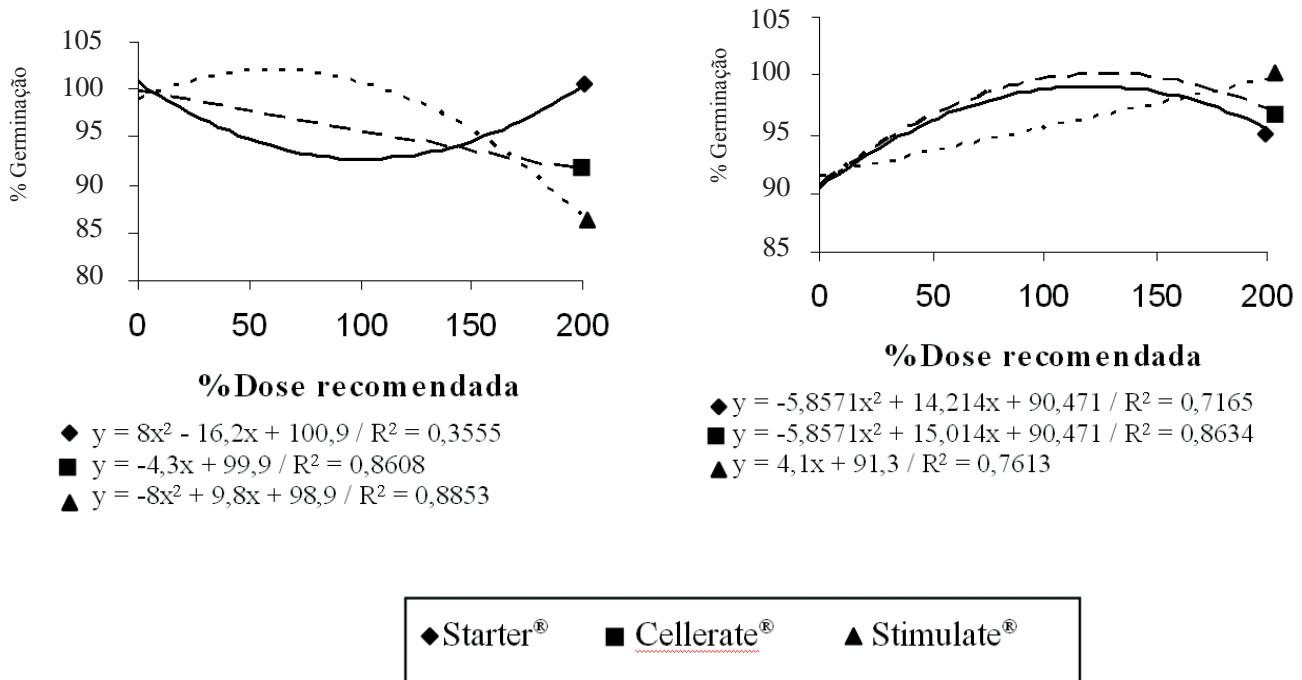 % Germinação
105
100
95
90
85
80
0 50 100 150 200
%Dose recomendada
y = 8x² - 16,2x + 100,9 / R² = 0,3555
y = -4,3x + 99,9 / R² = 0,8608
y = -8x² + 9,8x + 98,9 / R² = 0,8853
% Germinação
105
100
95
90
85
0 50 100 150 200
%Dose recomendada
y = -5,8571x² + 14,214x + 90,471 / R² = 0,7165
y = -5,8571x² + 15,014x + 90,471 / R² = 0,8634
y = 4,1x + 91,3 / R² = 0,7613
Starter® Cellerate® Stimulate®